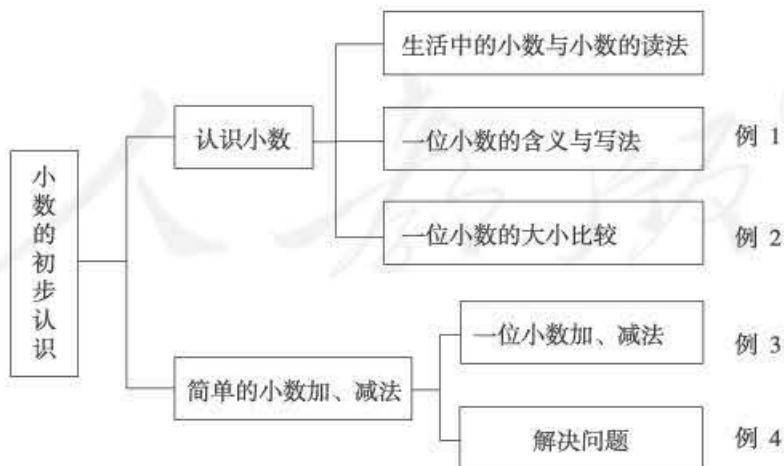 生活中的小数与小数的读法
认识小数
一位小数的含义与写法 例 1
一位小数的大小比较 例 2
小数的初步认识
一位小数加、减法 例 3
简单的小数加、减法
解决问题 例 4